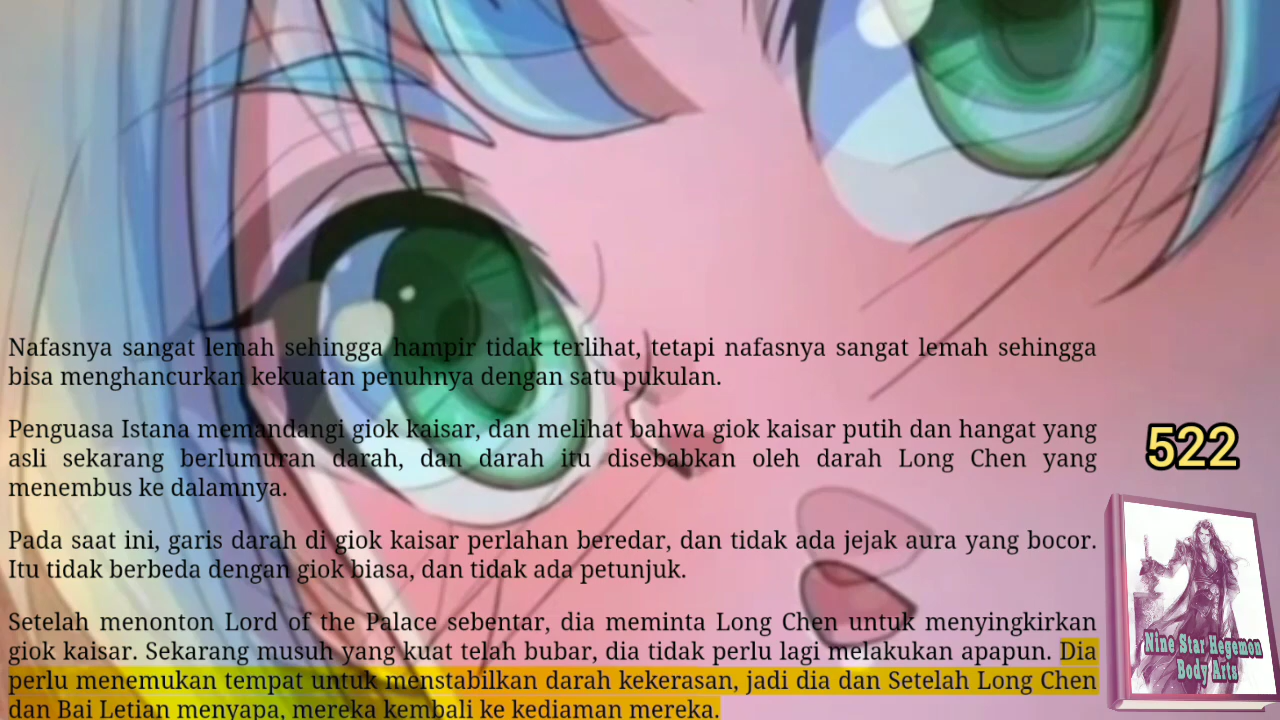 Nafasnya sangat lemah sehingga hampir tidak terlihat, tetapi nafasnya sangat lemah sehingga
bisa menghancurkan kekuatan penuhnya dengan satu pukulan.
Penguasa Istana memandangi giok kaisar, dan melihat bahwa giok kaisar putih dan hangat yang
asli sekarang berlumuran darah, dan darah itu disebabkan oleh darah Long Chen yang
menembus ke dalamnya.
Pada saat ini, garis darah di giok kaisar perlahan beredar, dan tidak ada jejak aura yang bocor.
Itu tidak berbeda dengan giok biasa, dan tidak ada petunjuk.
Setelah menonton Lord of the Palace sebentar, dia meminta Long Chen untuk menyingkirkan
giok kaisar. Sekarang musuh yang kuat telah bubar, dia tidak perlu lagi melakukan apapun. Dia
perlu menemukan tempat untuk menstabilkan darah kekerasan, jadi dia dan Setelah Long Chen
dan Bai Letian menyapa, mereka kembali ke kediaman mereka.
522
Nine Star Hegemon
Body Arts